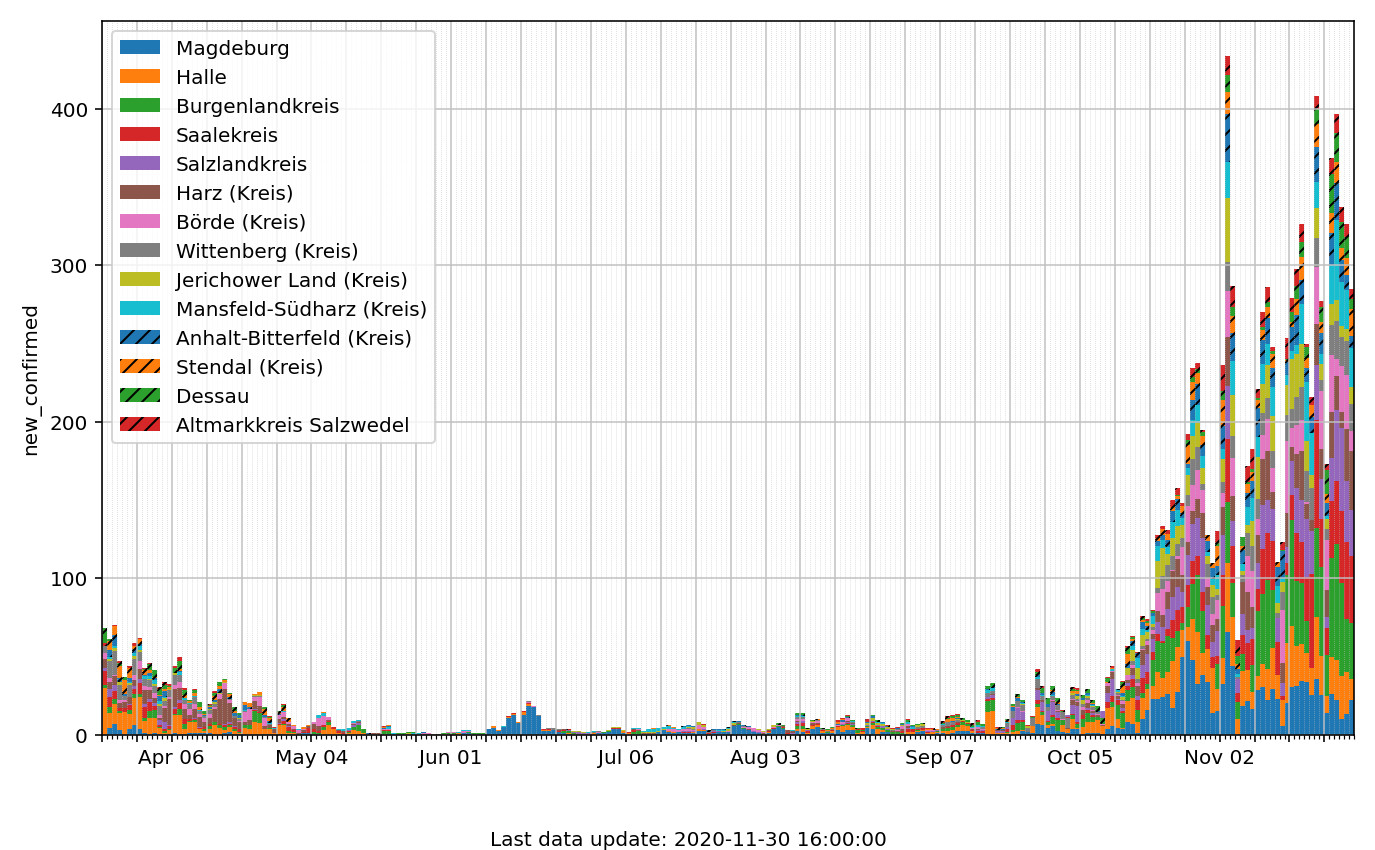 Magdeburg
Halle
Burgenlandkreis
Saalekreis
Salzlandkreis
Harz (Kreis)
Börde (Kreis)
Wittenberg (Kreis)
Jerichower Land (Kreis)
Mansfeld-Südharz (Kreis)
Anhalt-Bitterfeld (Kreis)
Stendal (Kreis)
Dessau
Altmarkkreis Salzwedel
new_confirmed
400
300
200
100
0
Apr 06 May 04 Jun 01 Jul 06 Aug 03 Sep 07 Oct 05 Nov 02
Last data update: 2020-11-30 16:00:00